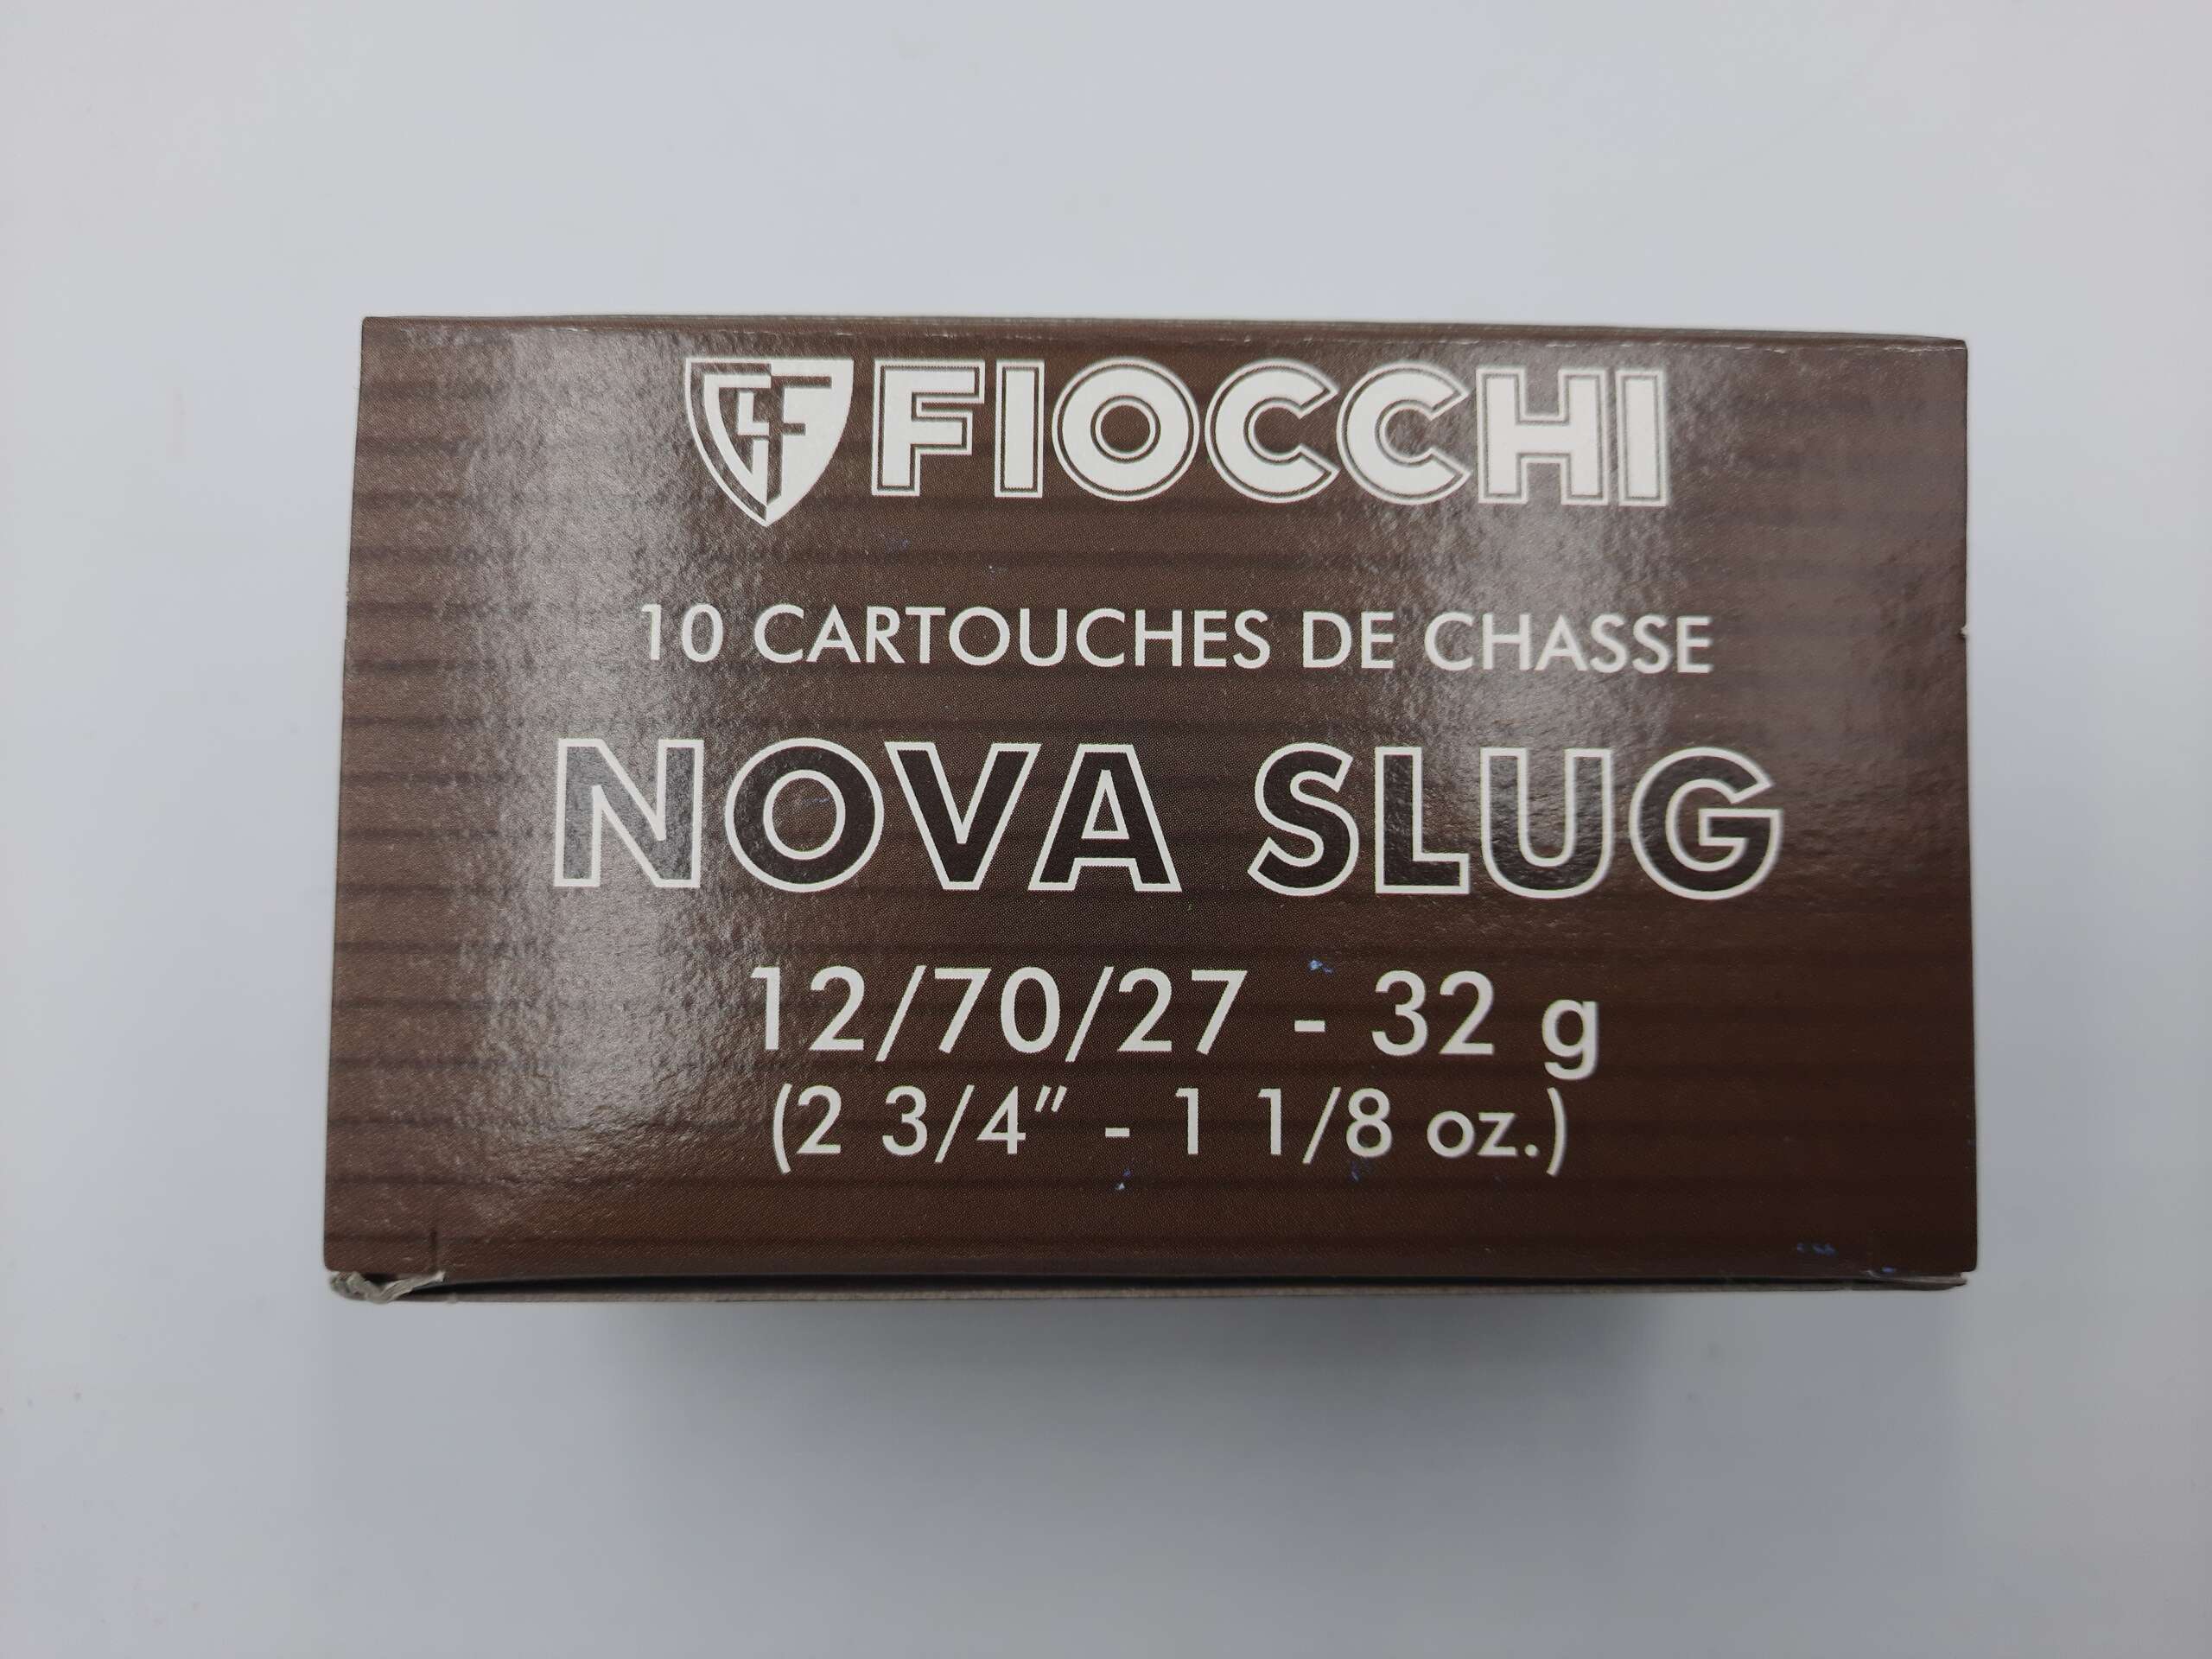 FIOCCHI
10 CARTOUCHES DE CHASSE
NOVA SLUG
12/70/27 - 32 g
(2 3/4" - 1 1/8 oz.)